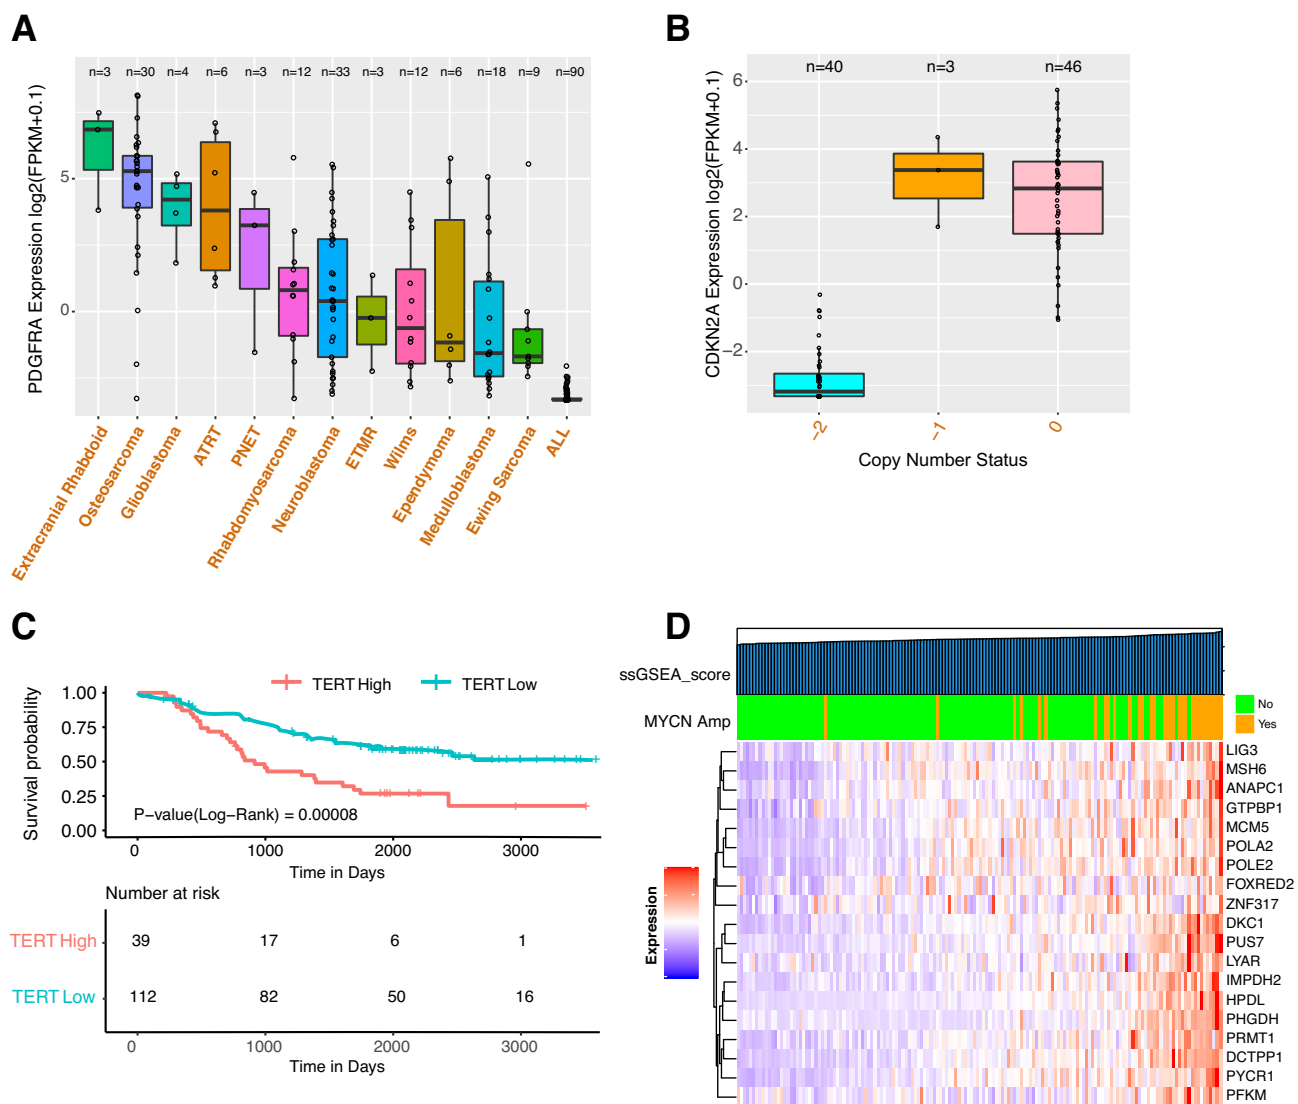 A
n=3 n=30 n=4 n=6 n=3 n=12 n=33 n=3 n=12 n=6 n=18 n=9 n=90
PDGFRA Expression log2(FPKM+0.1)
5
0
Extracranial Rhabdoid
Osteosarcoma
Glioblastoma
ATRT
PNET
Rhabdomyosarcoma
Neuroblastoma
ETMR
Wilms
Ependymoma
Medulloblastoma
Ewing Sarcoma
ALL
B
n=40 n=3 n=46
CDKN2A Expression log2(FPKM+0.1)
6
4
2
0
−2
−2 −1 0
Copy Number Status
C
TERT High TERT Low
Survival probability
1.00
0.75
0.50
0.25
0.00
P−value(Log−Rank) = 0.00008
0 1000 2000 3000
Time in Days
Number at risk
TERT High 39 17 6 1
TERT Low 112 82 50 16
0 1000 2000 3000
Time in Days
D
ssGSEA_score
MYCN Amp
No
Yes
Expression
LIG3
MSH6
ANAPC1
GTPBP1
MCM5
POLA2
POLE2
FOXRED2
ZNF317
DKC1
PUS7
LYAR
IMPDH2
HPDL
PHGDH
PRMT1
DCTPP1
PYCR1
PFKM